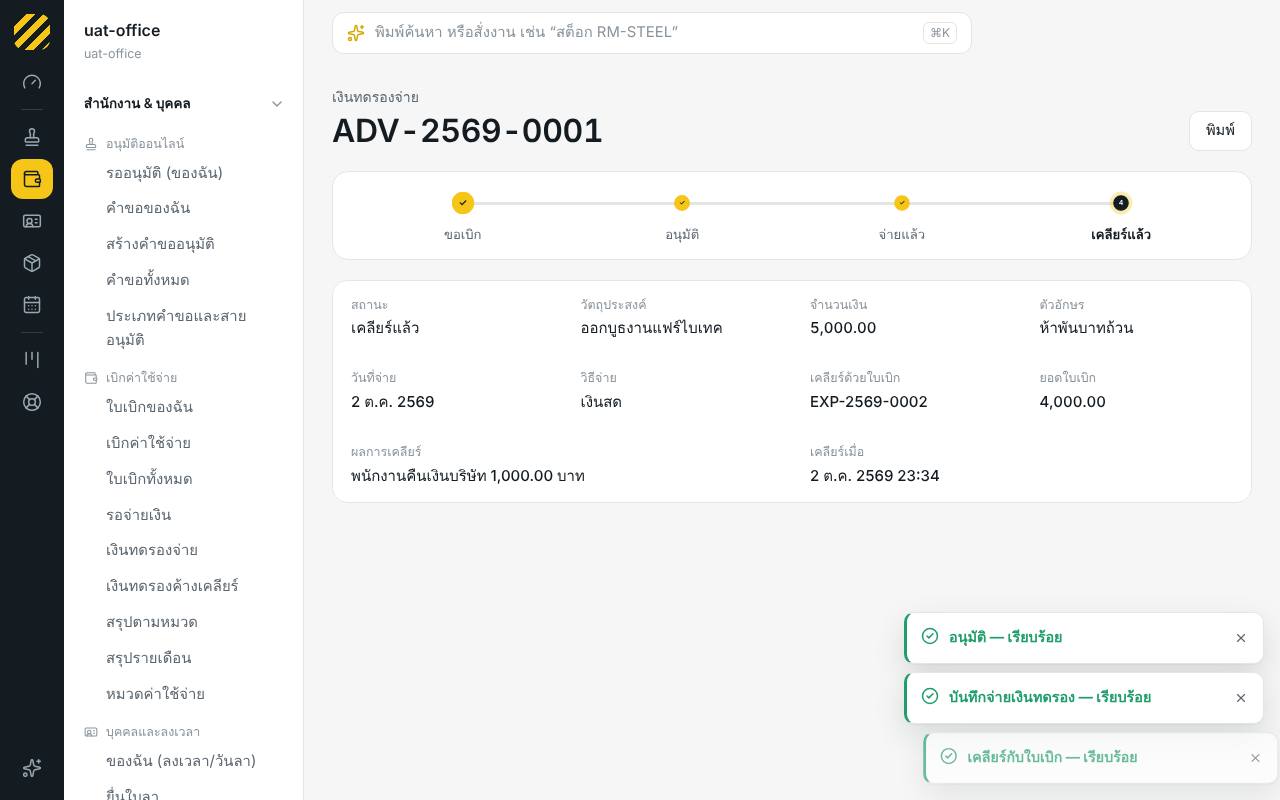 uat-office
uat-office
สำนักงาน & บุคคล
อนุมัติออนไลน์
รออนุมัติ (ของฉัน)
คำขอของฉัน
สร้างคำขออนุมัติ
คำขอทั้งหมด
ประเภทคำขอและสาย
อนุมัติ
เบิกค่าใช้จ่าย
ใบเบิกของฉัน
เบิกค่าใช้จ่าย
ใบเบิกทั้งหมด
รอจ่ายเงิน
เงินทดรองจ่าย
เงินทดรองค้างเคลียร์
สรุปตามหมวด
สรุปรายเดือน
หมวดค่าใช้จ่าย
บุคคลและลงเวลา
ของฉัน (ลงเวลา/วันลา)
ยื่นใบลา
พิมพ์ค้นหา หรือสั่งงาน เช่น “สต็อก RM-STEEL”
⌘K
เงินทดรองจ่าย
ADV-2569-0001
พิมพ์
4
ขอเบิก อนุมัติ จ่ายแล้ว เคลียร์แล้ว
สถานะ วัตถุประสงค์ จำนวนเงิน ตัวอักษร
เคลียร์แล้ว ออกบูธงานแฟร์ไบเทค 5,000.00 ห้าพันบาทถ้วน
วันที่จ่าย วิธีจ่าย เคลียร์ด้วยใบเบิก ยอดใบเบิก
2 ต.ค. 2569 เงินสด EXP-2569-0002 4,000.00
ผลการเคลียร์ เคลียร์เมื่อ
พนักงานคืนเงินบริษัท 1,000.00 บาท 2 ต.ค. 2569 23:34
อนุมัติ — เรียบร้อย
บันทึกจ่ายเงินทดรอง — เรียบร้อย
เคลียร์กับใบเบิก — เรียบร้อย